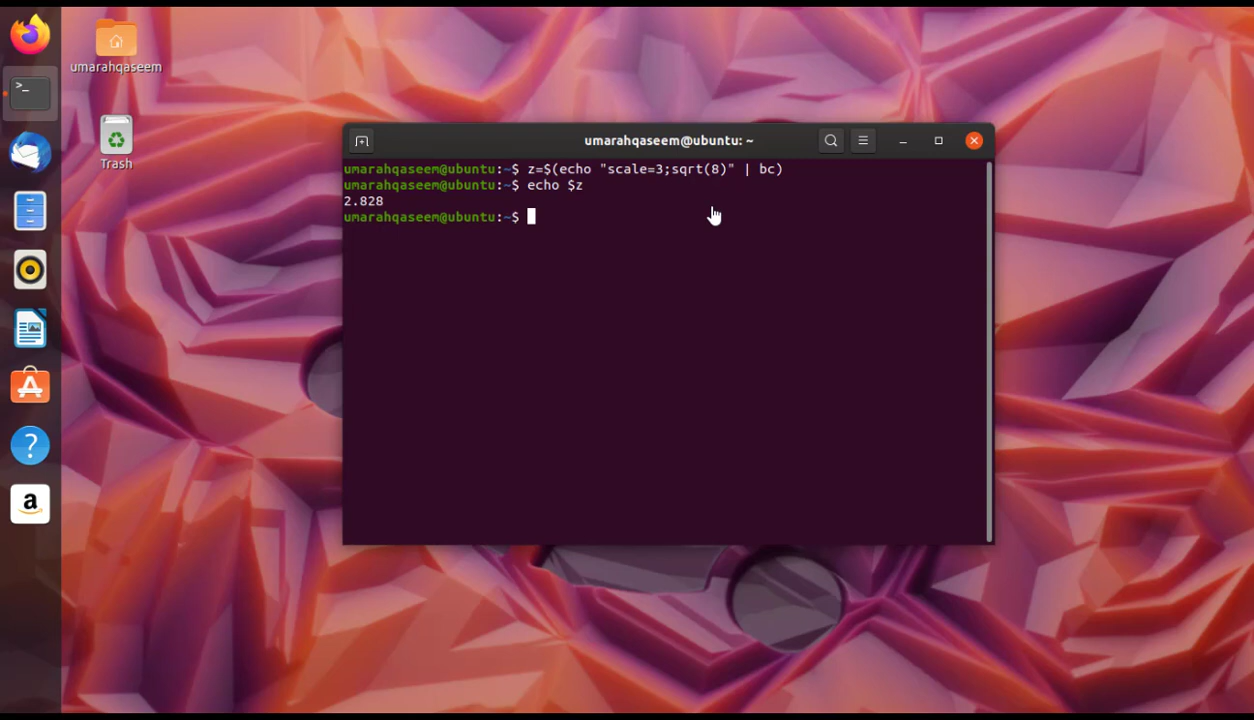 umarahqaseem
Trash
umarahqaseem@ubuntu: ~
umarahqaseem@ubuntu:~$ z=$(echo "scale=3;sqrt(8)" | bc)
umarahqaseem@ubuntu:~$ echo $z
2.828
umarahqaseem@ubuntu:~$